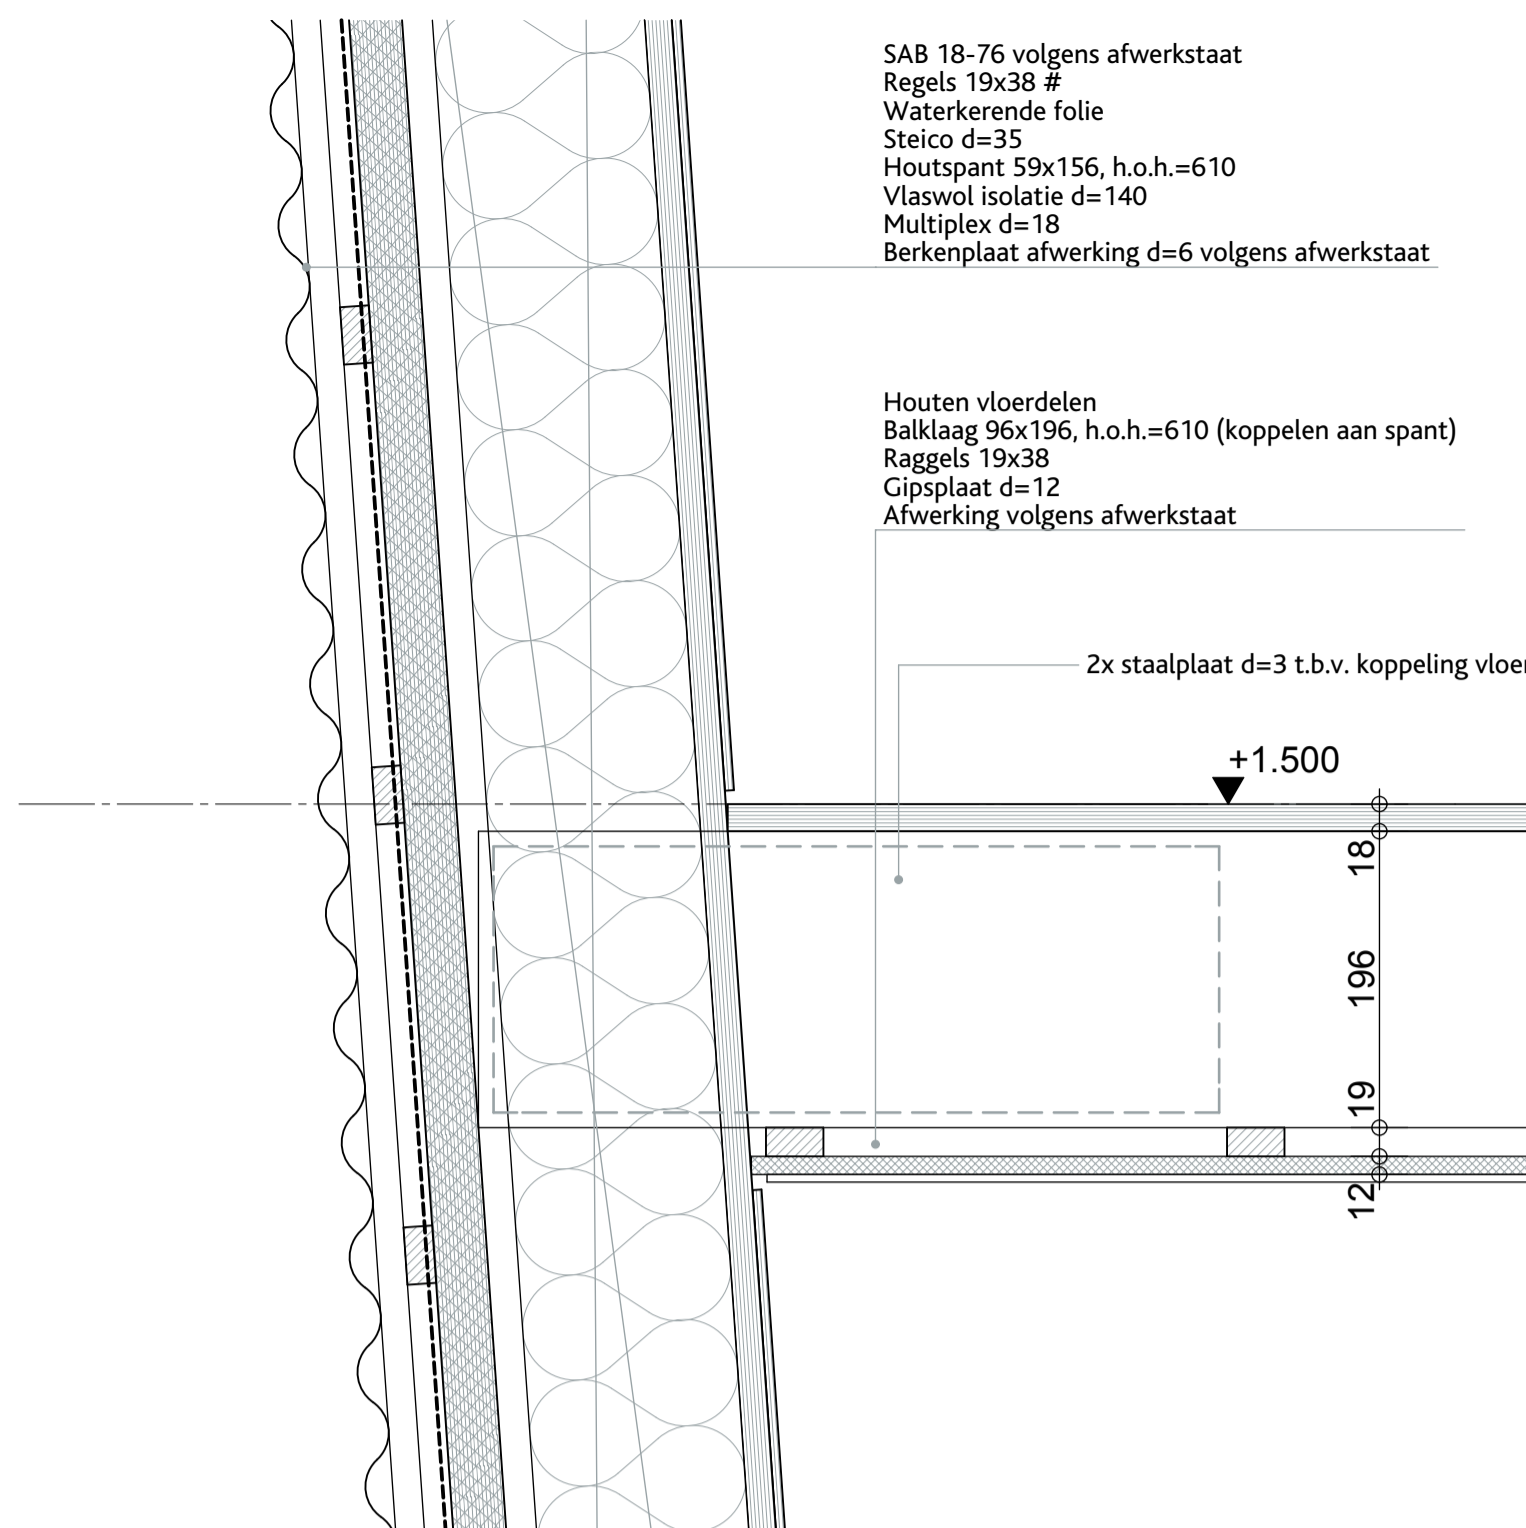 SAB 18-76 volgens afwerkstaat
Regels 19x38 #
Waterkerende folie
Steico d=35
Houtspant 59x156, h.o.h.=610
Vlaswol isolatie d=140
Multiplex d=18
Berkenplaat afwerking d=6 volgens afwerkstaat
Houten vloerdelen
Balklaag 96x196, h.o.h.=610 (koppelen aan spant)
Raggels 19x38
Gipsplaat d=12
Afwerking volgens afwerkstaat
2x staalplaat d=3 t.b.v. koppeling vloer
+1.500
18
196
19
12